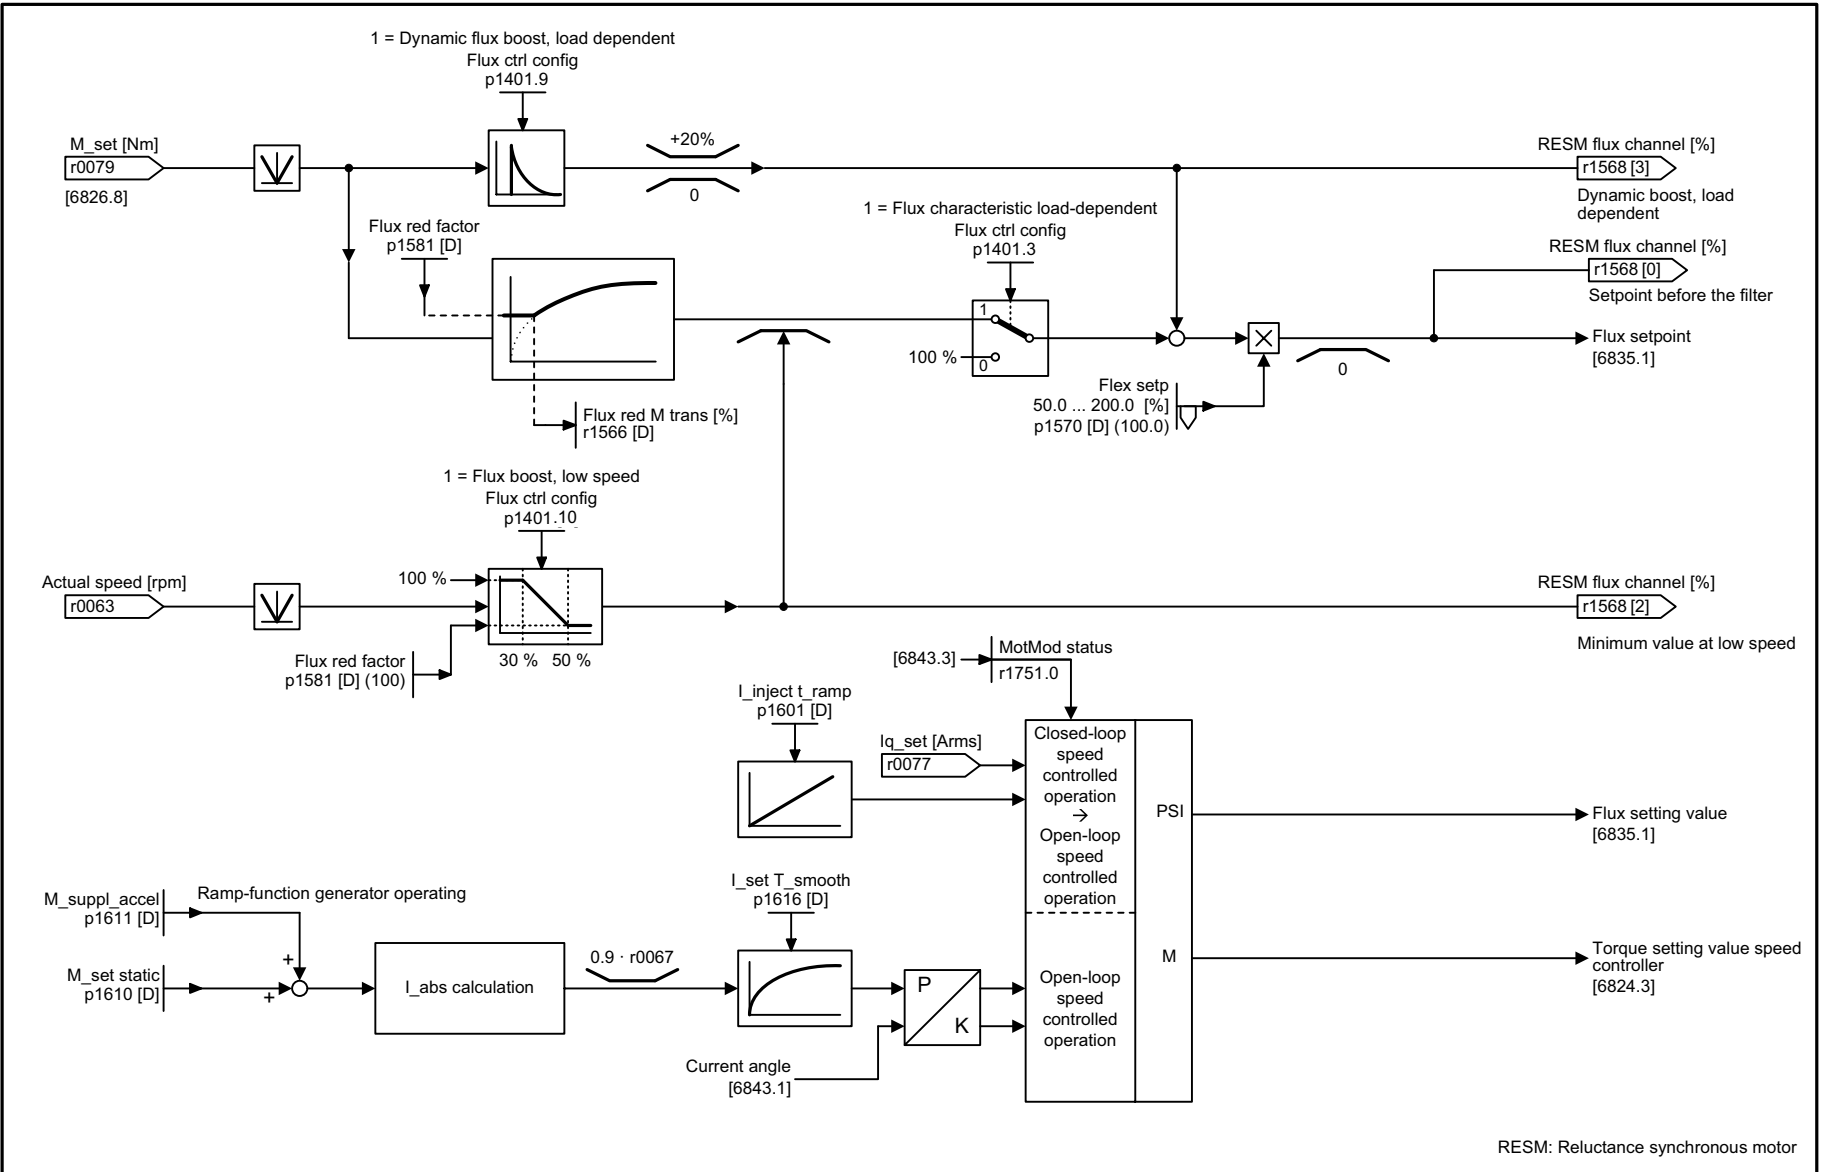 1 = Dynamic flux boost, load dependent
Flux ctrl config
p1401.9
M_set [Nm]
r0079
[6826.8]
+20%
0
RESM flux channel [%]
r1568 [3]
Dynamic boost, load
dependent
Flux red factor
p1581 [D]
1 = Flux characteristic load-dependent
Flux ctrl config
p1401.3
RESM flux channel [%]
r1568 [0]
Setpoint before the filter
1
100 %
0
0
Flux setpoint
[6835.1]
Flex setp
50.0 ... 200.0 [%]
p1570 [D] (100.0)
Flux red M trans [%]
r1566 [D]
1 = Flux boost, low speed
Flux ctrl config
p1401.10
Actual speed [rpm]
r0063
100 %
Flux red factor
p1581 [D] (100)
30 %
50 %
RESM flux channel [%]
r1568 [2]
Minimum value at low speed
[6843.3]
MotMod status
r1751.0
I_inject t_ramp
p1601 [D]
Iq_set [Arms]
r0077
Closed-loop
speed
controlled
operation
→
Open-loop
speed
controlled
operation
PSI
Flux setting value
[6835.1]
M_suppl_accel
p1611 [D]
Ramp-function generator operating
+
M_set static
p1610 [D]
+
I_abs calculation
0.9 · r0067
I_set T_smooth
p1616 [D]
P
K
Current angle
[6843.1]
Open-loop
speed
controlled
operation
M
Torque setting value speed
controller
[6824.3]
RESM: Reluctance synchronous motor